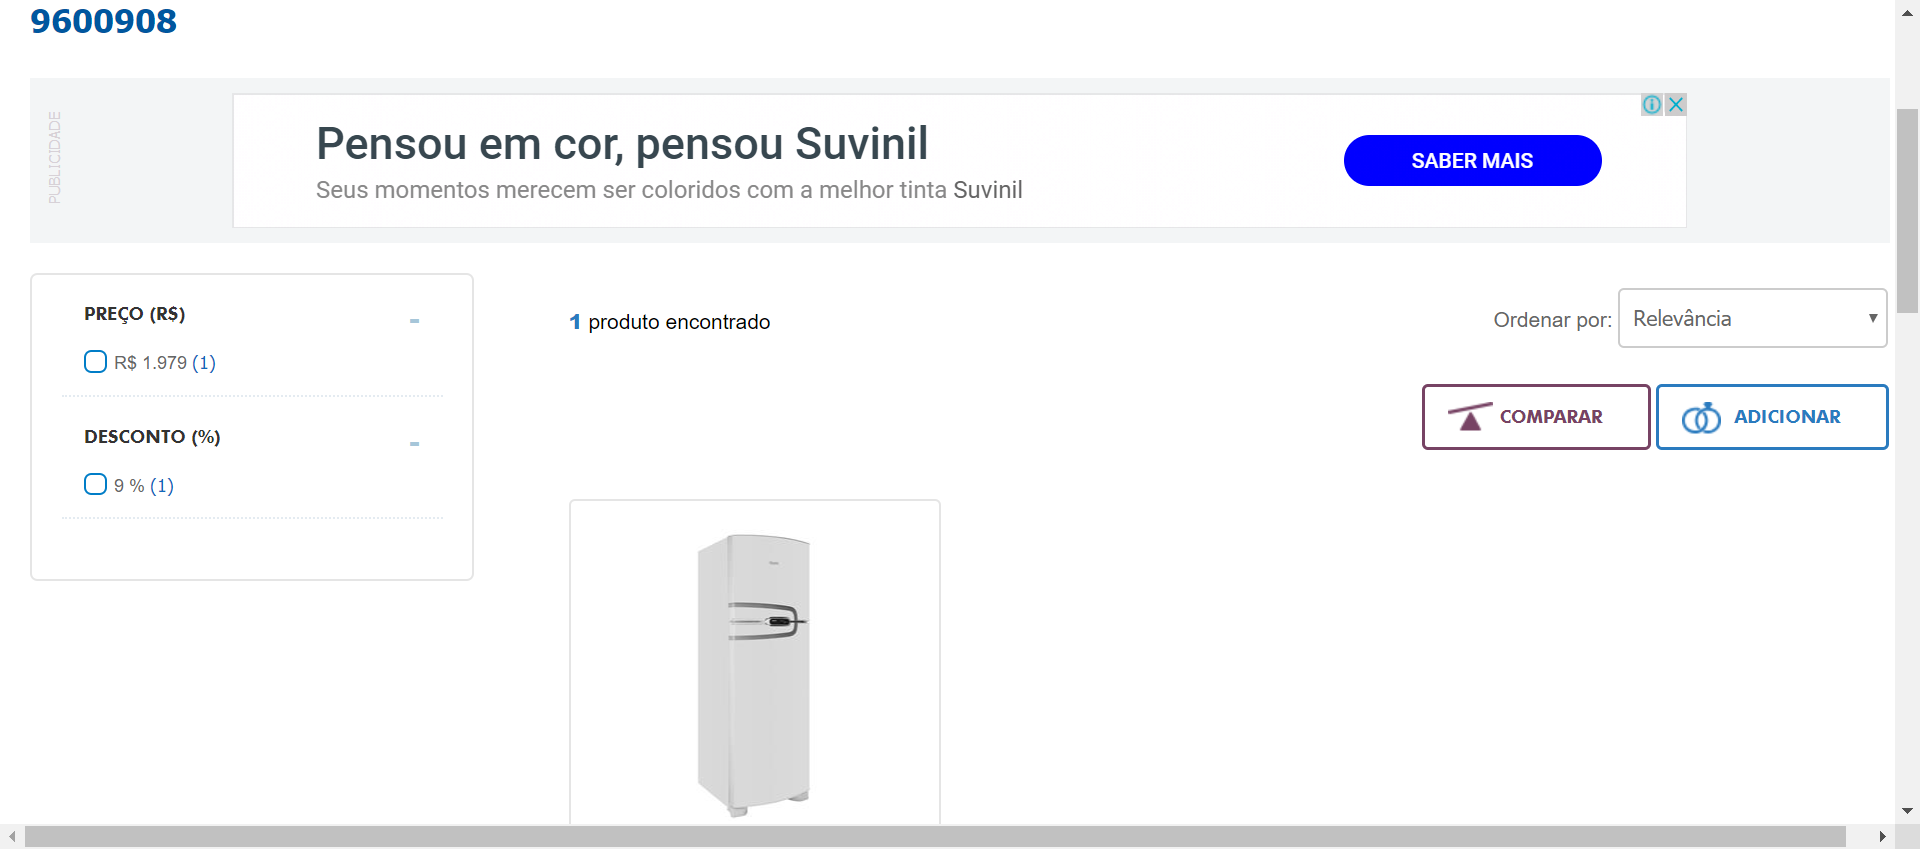 9600908
PUBLICIDADE
Pensou em cor, pensou Suvinil
Seus momentos merecem ser coloridos com a melhor tinta Suvinil
SABER MAIS
PREÇO (R$)
-
R$ 1.979 (1)
DESCONTO (%)
-
9 % (1)
1 produto encontrado
Ordenar por: Relevância
COMPARAR
ADICIONAR